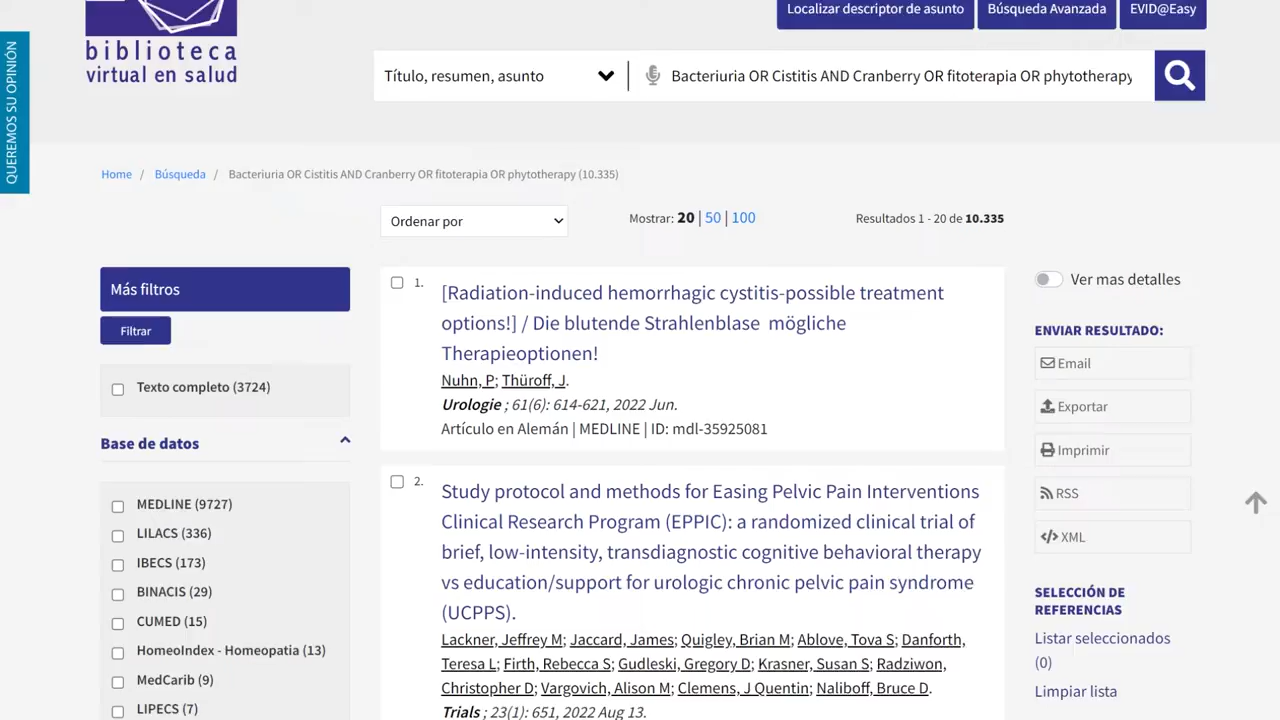 Localizar descriptor de asunto
Búsqueda Avanzada
EVID@Easy
biblioteca
virtual en salud
QUEREMOS SU OPINIÓN
Título, resumen, asunto
Bacteriuria OR Cistitis AND Cranberry OR fitoterapia OR phytotherapy
Home / Búsqueda / Bacteriuria OR Cistitis AND Cranberry OR fitoterapia OR phytotherapy (10.335)
Ordenar por
Mostrar: 20 | 50 | 100
Resultados 1 - 20 de 10.335
Más filtros
Filtrar
Texto completo (3724)
Base de datos
MEDLINE (9727)
LILACS (336)
IBECS (173)
BINACIS (29)
CUMED (15)
HomeoIndex - Homeopatia (13)
MedCarib (9)
LIPECS (7)
1.
[Radiation-induced hemorrhagic cystitis-possible treatment
options!] / Die blutende Strahlenblase mögliche
Therapieoptionen!
Nuhn, P; Thüroff, J.
Urologie ; 61(6): 614-621, 2022 Jun.
Artículo en Alemán | MEDLINE | ID: mdl-35925081
2.
Study protocol and methods for Easing Pelvic Pain Interventions
Clinical Research Program (EPPIC): a randomized clinical trial of
brief, low-intensity, transdiagnostic cognitive behavioral therapy
vs education/support for urologic chronic pelvic pain syndrome
(UCPPS).
Lackner, Jeffrey M; Jaccard, James; Quigley, Brian M; Ablove, Tova S; Danforth,
Teresa L; Firth, Rebecca S; Gudleski, Gregory D; Krasner, Susan S; Radziwon,
Christopher D; Vargovich, Alison M; Clemens, J Quentin; Naliboff, Bruce D.
Trials ; 23(1): 651, 2022 Aug 13.
Ver mas detalles
ENVIAR RESULTADO:
Email
Exportar
Imprimir
RSS
XML
SELECCIÓN DE
REFERENCIAS
Listar seleccionados
(0)
Limpiar lista